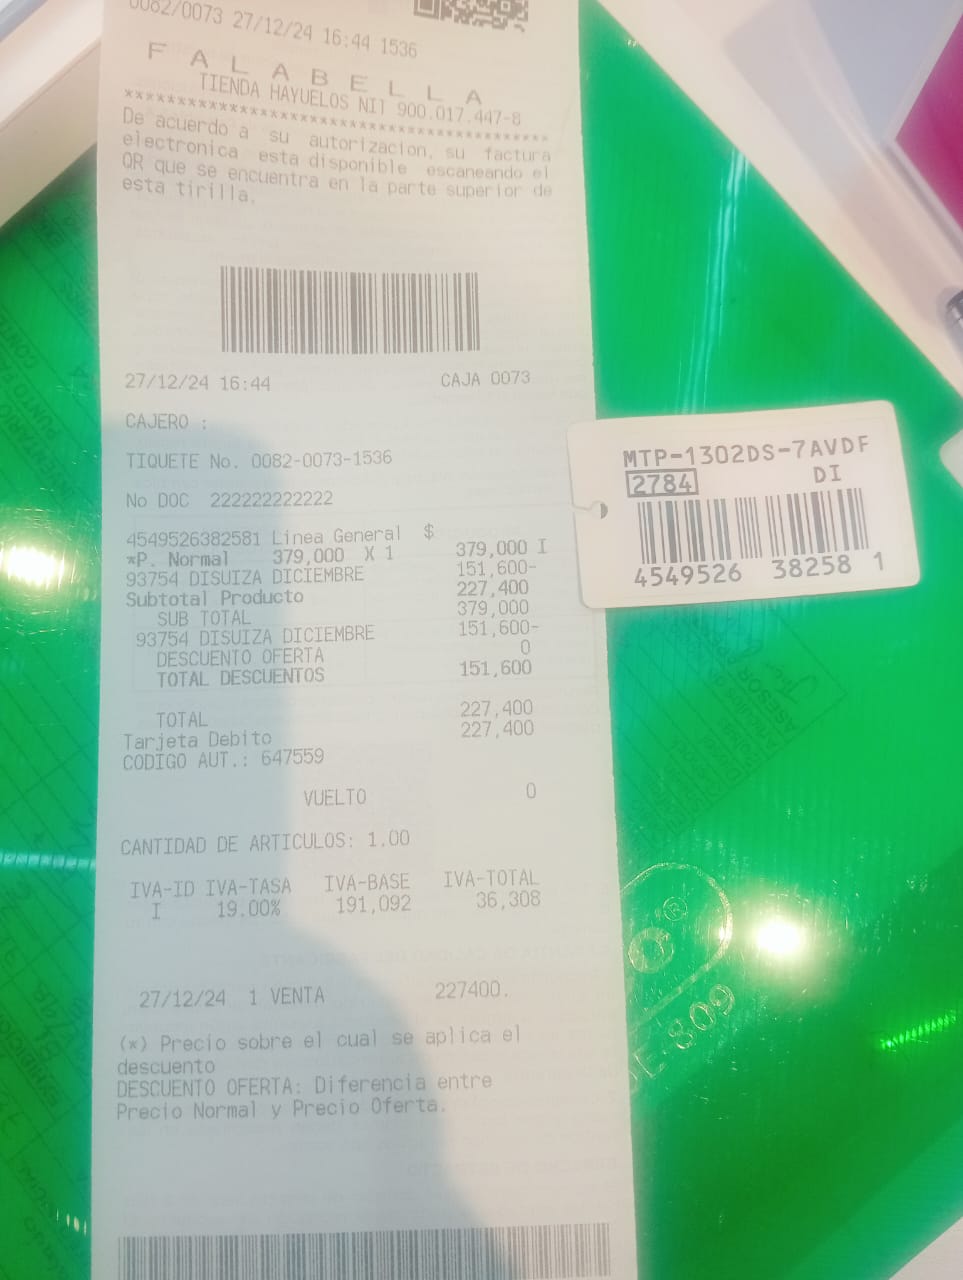 0082/0073 27/12/24 16:44 1536
F A L A B E L L A
TIENDA HAYUELOS NIT 900.017.447-8
****************************************
De acuerdo a su autorizacion, su factura
electronica esta disponible escaneando el
QR que se encuentra en la parte superior de
esta tirilla.
27/12/24 16:44 CAJA 0073
CAJERO :
TIQUETE No. 0082-0073-1536
No DOC 222222222222
4549526382581 Linea General $
*P. Normal 379,000 X 1 379,000 I
93754 DISUIZA DICIEMBRE 151,600-
Subtotal Producto 227,400
SUB TOTAL 379,000
93754 DISUIZA DICIEMBRE 151,600-
DESCUENTO OFERTA 0
TOTAL DESCUENTOS 151,600
TOTAL 227,400
Tarjeta Debito 227,400
CODIGO AUT.: 647559
VUELTO 0
CANTIDAD DE ARTICULOS: 1.00
IVA-ID IVA-TASA IVA-BASE IVA-TOTAL
I 19.00% 191,092 36,308
27/12/24 1 VENTA 227400.
(*) Precio sobre el cual se aplica el
descuento
DESCUENTO OFERTA: Diferencia entre
Precio Normal y Precio Oferta.
MTP-1302DS-7AVDF
2784 DI
4549526 38258 1